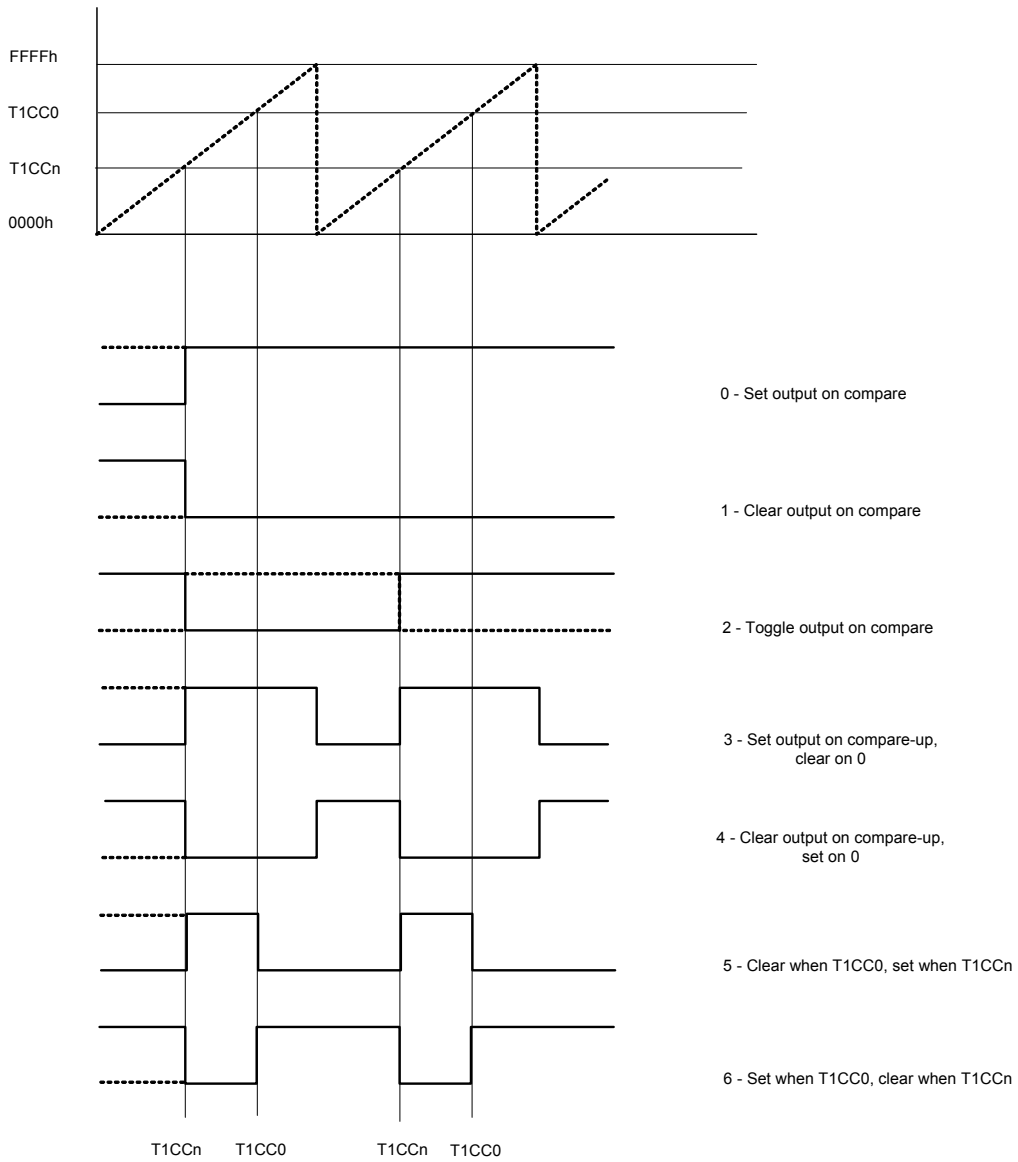 FFFFh
T1CC0
T1CCn
0000h
0 - Set output on compare
1 - Clear output on compare
2 - Toggle output on compare
3 - Set output on compare-up,
clear on 0
4 - Clear output on compare-up,
set on 0
5 - Clear when T1CC0, set when T1CCn
6 - Set when T1CC0, clear when T1CCn
T1CCn T1CC0 T1CCn T1CC0